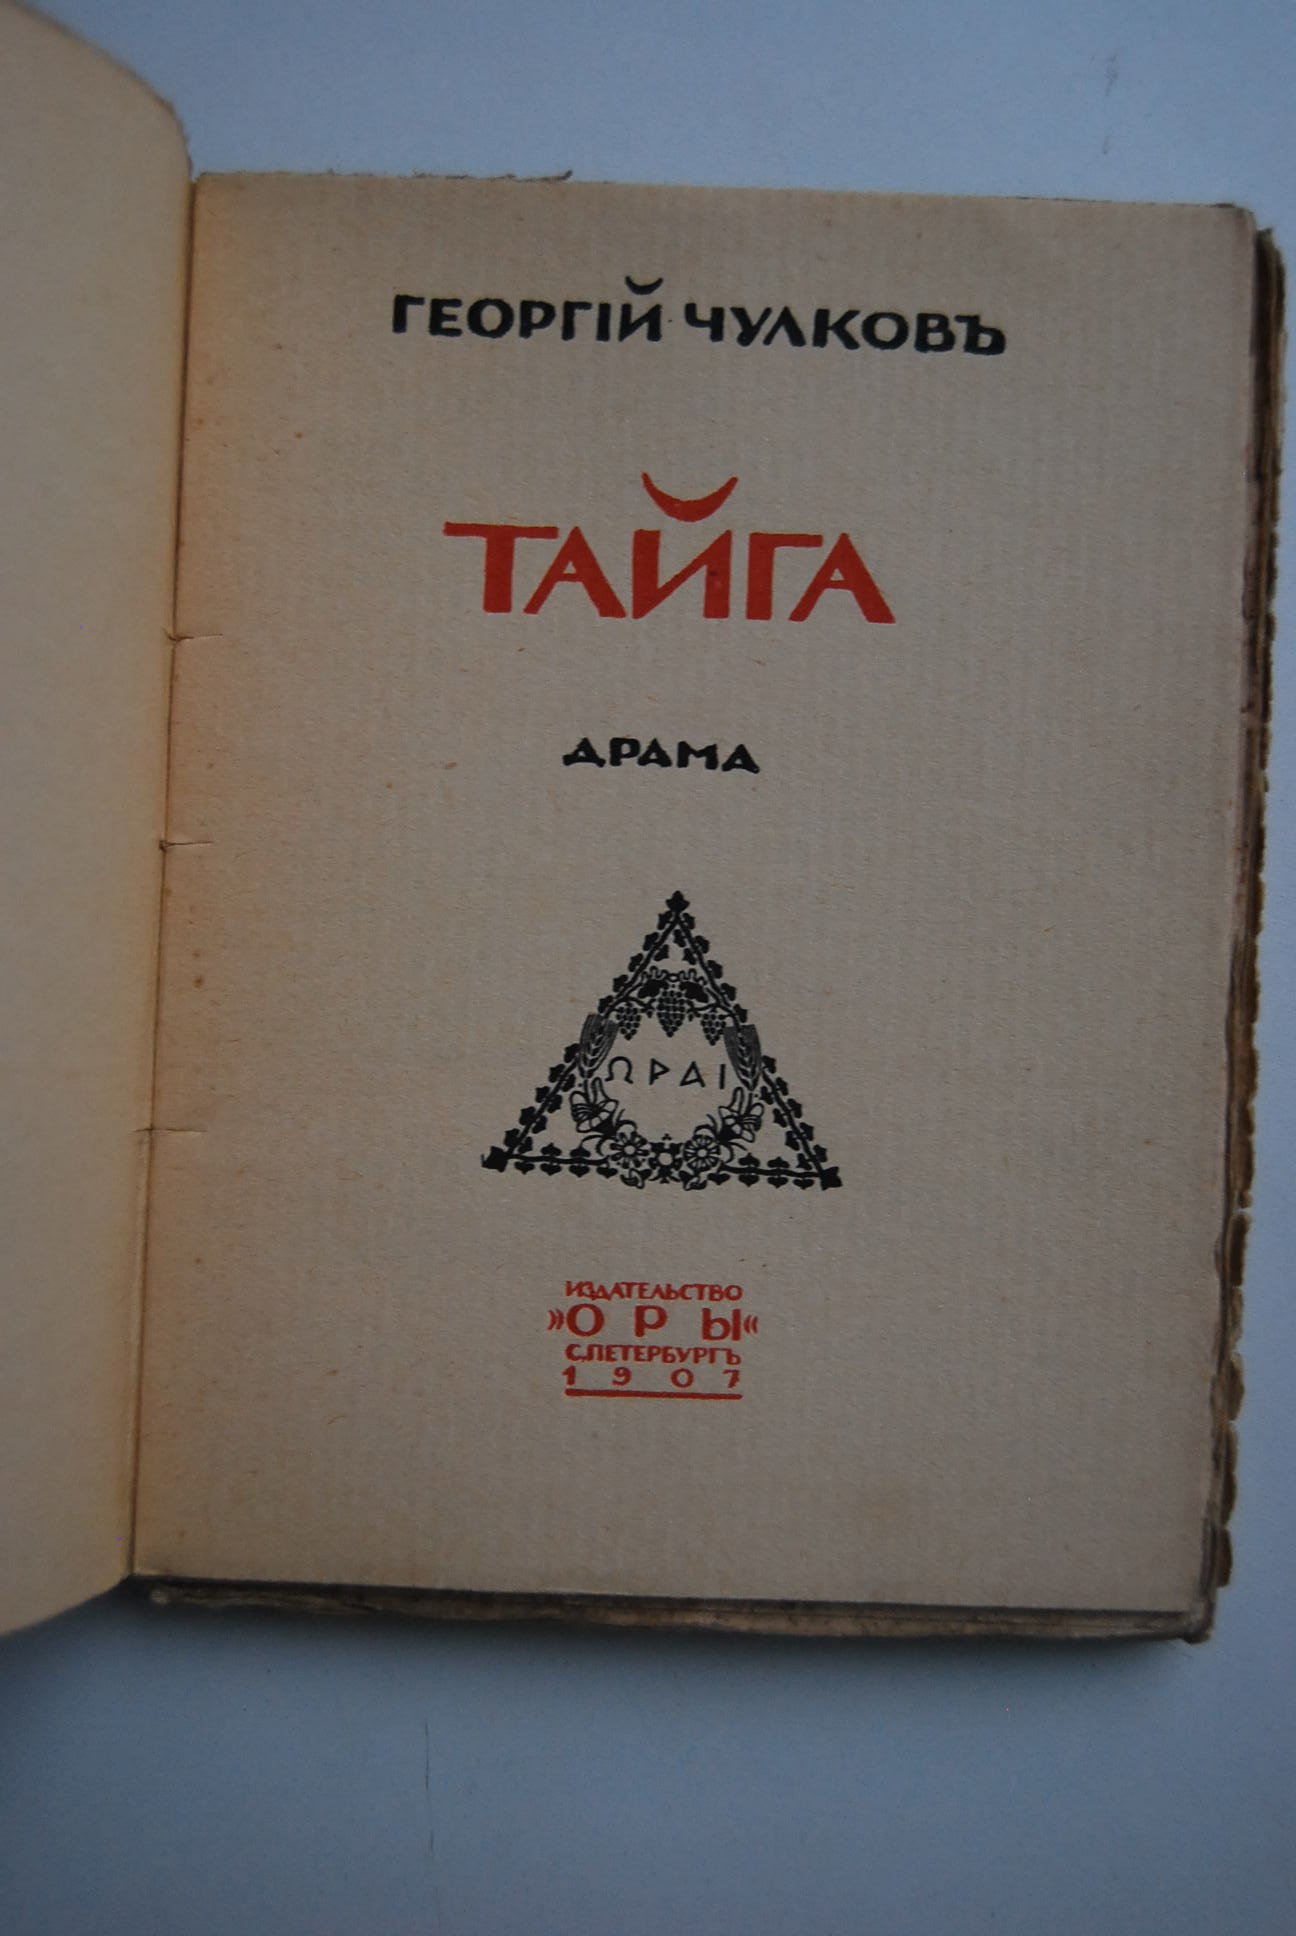 ГЕОРГІЙ ЧУЛКОВЪ
ТАЙГА
ДРАМА
ΩΡΑΙ
ИЗДАТЕЛЬСТВО
»ОРЫ«
С.ПЕТЕРБУРГЪ
1907